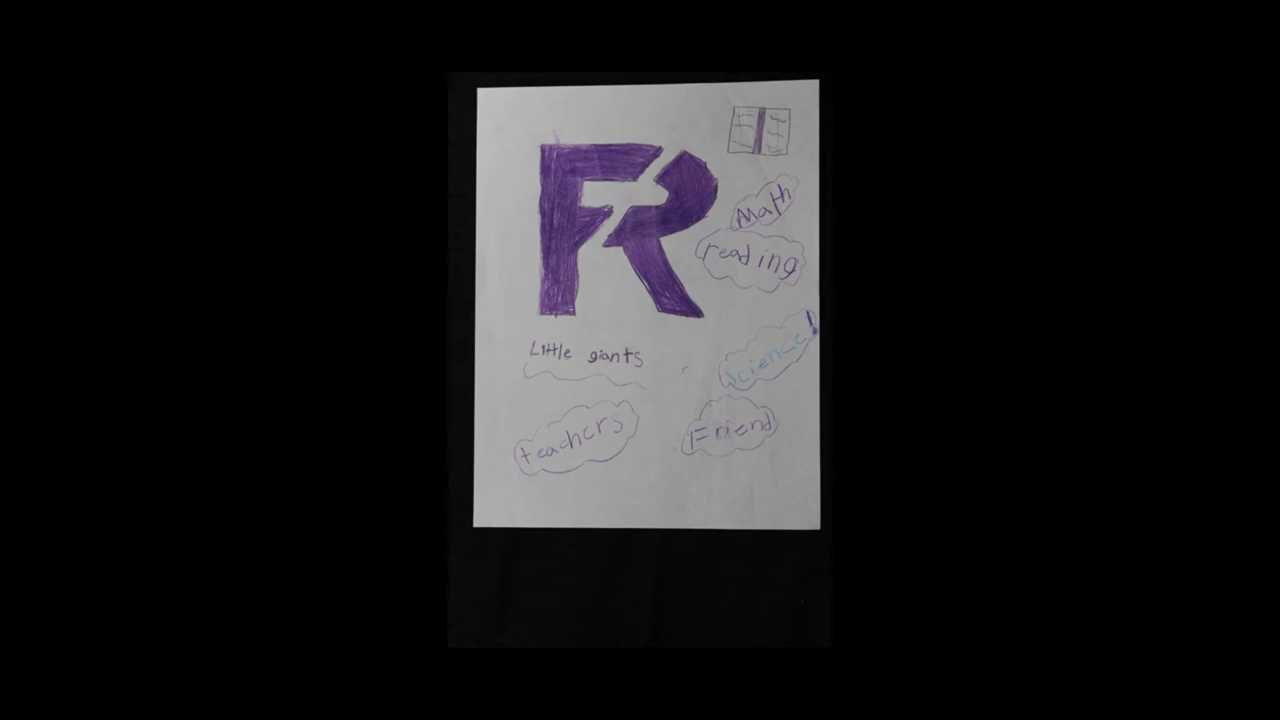 FR
Math
reading
Science!
Little giants
teachers
Friend